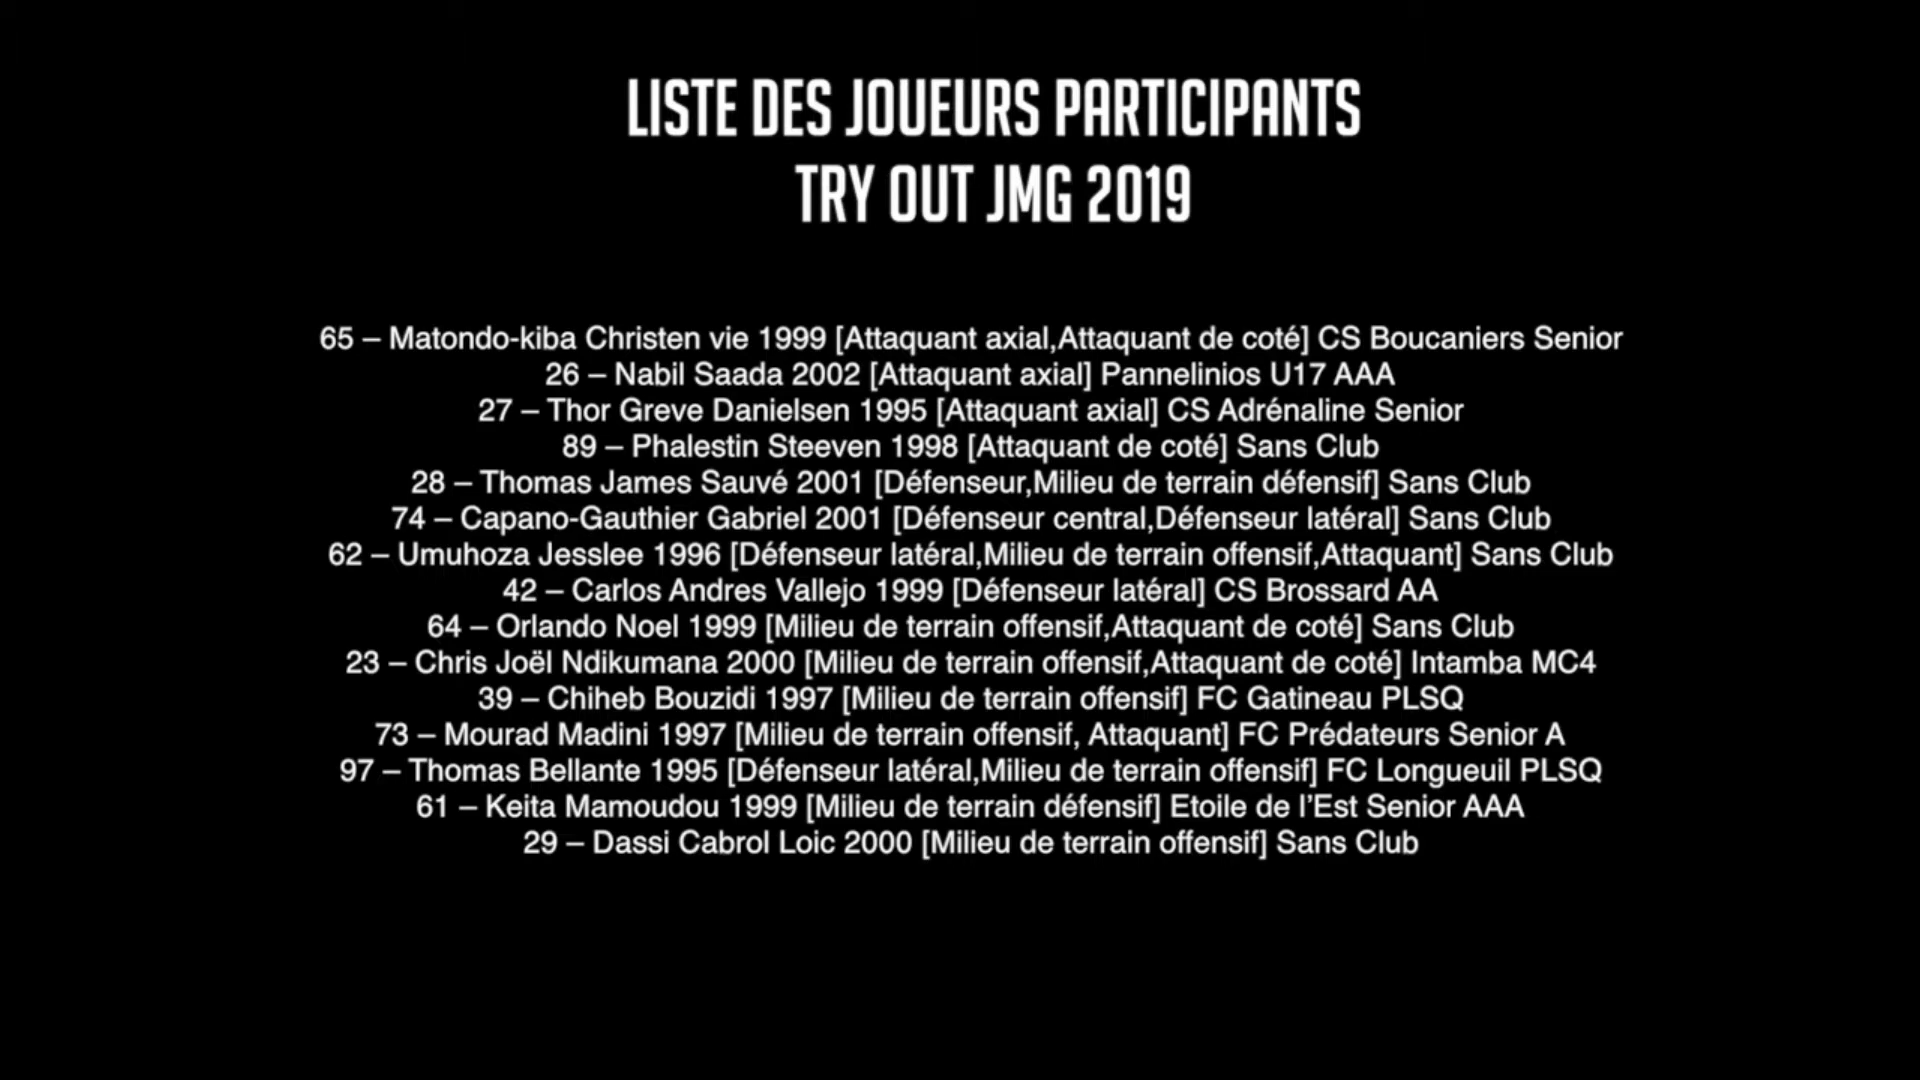 LISTE DES JOUEURS PARTICIPANTS
TRY OUT JMG 2019
65 – Matondo-kiba Christen vie 1999 [Attaquant axial,Attaquant de coté] CS Boucaniers Senior
26 – Nabil Saada 2002 [Attaquant axial] Pannelinios U17 AAA
27 – Thor Greve Danielsen 1995 [Attaquant axial] CS Adrénaline Senior
89 – Phalestin Steeven 1998 [Attaquant de coté] Sans Club
28 – Thomas James Sauvé 2001 [Défenseur,Milieu de terrain défensif] Sans Club
74 – Capano-Gauthier Gabriel 2001 [Défenseur central,Défenseur latéral] Sans Club
62 – Umuhoza Jesslee 1996 [Défenseur latéral,Milieu de terrain offensif,Attaquant] Sans Club
42 – Carlos Andres Vallejo 1999 [Défenseur latéral] CS Brossard AA
64 – Orlando Noel 1999 [Milieu de terrain offensif,Attaquant de coté] Sans Club
23 – Chris Joël Ndikumana 2000 [Milieu de terrain offensif,Attaquant de coté] Intamba MC4
39 – Chiheb Bouzidi 1997 [Milieu de terrain offensif] FC Gatineau PLSQ
73 – Mourad Madini 1997 [Milieu de terrain offensif, Attaquant] FC Prédateurs Senior A
97 – Thomas Bellante 1995 [Défenseur latéral,Milieu de terrain offensif] FC Longueuil PLSQ
61 – Keita Mamoudou 1999 [Milieu de terrain défensif] Etoile de l’Est Senior AAA
29 – Dassi Cabrol Loic 2000 [Milieu de terrain offensif] Sans Club